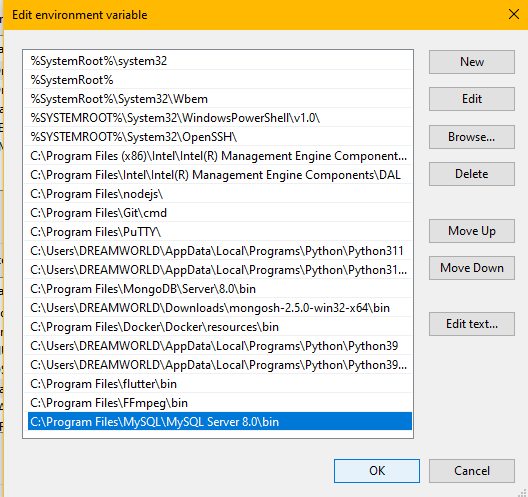 Edit environment variable
%SystemRoot%\system32
%SystemRoot%
%SystemRoot%\System32\Wbem
%SYSTEMROOT%\System32\WindowsPowerShell\v1.0\
%SYSTEMROOT%\System32\OpenSSH\
C:\Program Files (x86)\Intel\Intel(R) Management Engine Component...
C:\Program Files\Intel\Intel(R) Management Engine Components\DAL
C:\Program Files\nodejs\
C:\Program Files\Git\cmd
C:\Program Files\PuTTY\
C:\Users\DREAMWORLD\AppData\Local\Programs\Python\Python311
C:\Users\DREAMWORLD\AppData\Local\Programs\Python\Python31...
C:\Program Files\MongoDB\Server\8.0\bin
C:\Users\DREAMWORLD\Downloads\mongosh-2.5.0-win32-x64\bin
C:\Program Files\Docker\Docker\resources\bin
C:\Users\DREAMWORLD\AppData\Local\Programs\Python\Python39
C:\Users\DREAMWORLD\AppData\Local\Programs\Python\Python39...
C:\Program Files\flutter\bin
C:\Program Files\FFmpeg\bin
C:\Program Files\MySQL\MySQL Server 8.0\bin
New
Edit
Browse...
Delete
Move Up
Move Down
Edit text...
OK
Cancel